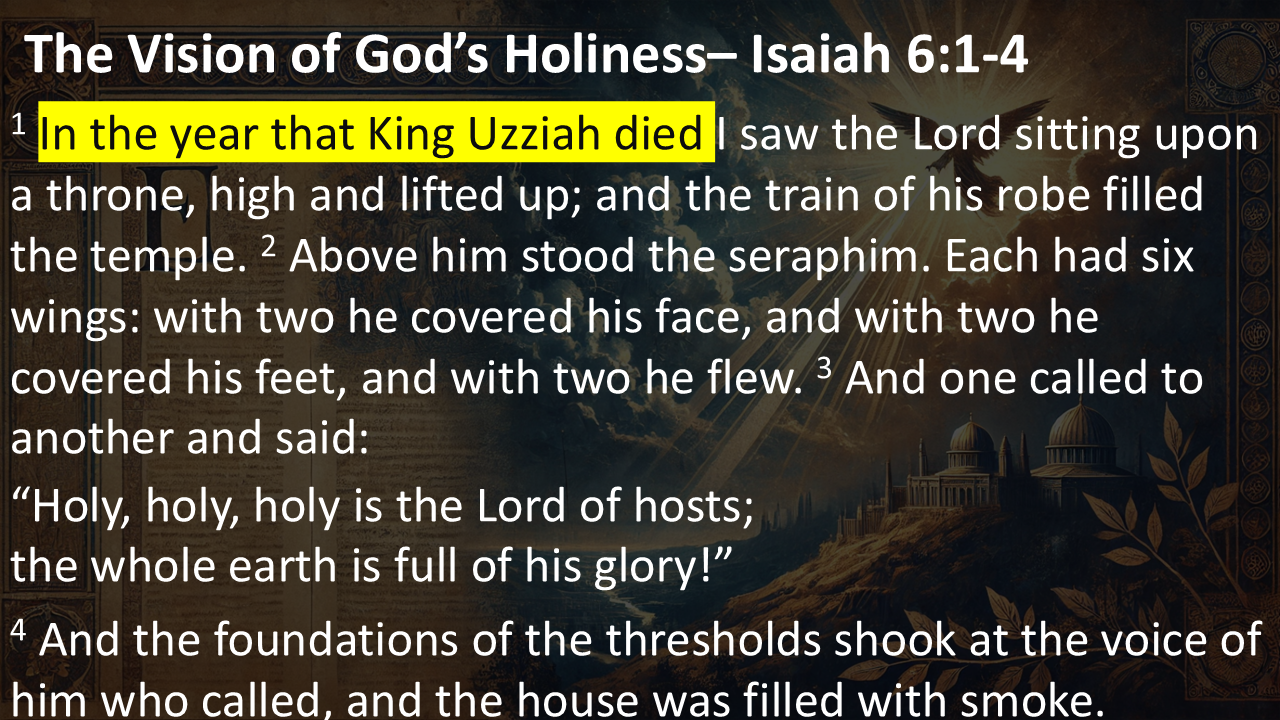 The Vision of God’s Holiness– Isaiah 6:1-4
1 In the year that King Uzziah died I saw the Lord sitting upon
a throne, high and lifted up; and the train of his robe filled
the temple. 2 Above him stood the seraphim. Each had six
wings: with two he covered his face, and with two he
covered his feet, and with two he flew. 3 And one called to
another and said:
“Holy, holy, holy is the Lord of hosts;
the whole earth is full of his glory!”
4 And the foundations of the thresholds shook at the voice of
him who called, and the house was filled with smoke.